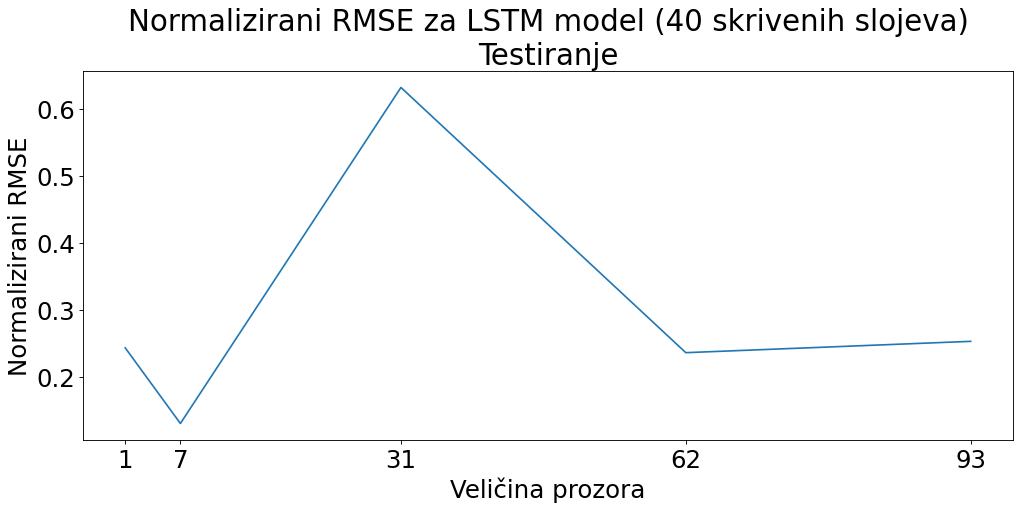 Normalizirani RMSE za LSTM model (40 skrivenih slojeva)
Testiranje
Normalizirani RMSE
0.6
0.5
0.4
0.3
0.2
1 7 31 62 93
Veličina prozora